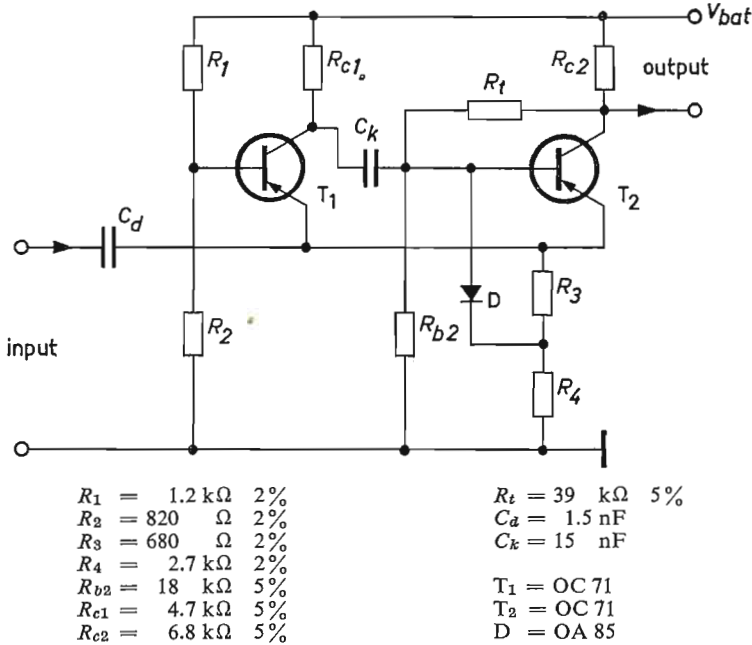 V_bat
R_1
R_c1
R_t
R_c2
output
C_k
T_1
T_2
C_d
R_3
D
R_2
R_b2
input
R_4
R_1 = 1.2 kΩ 2%
R_2 = 820 Ω 2%
R_3 = 680 Ω 2%
R_4 = 2.7 kΩ 2%
R_b2 = 18 kΩ 5%
R_c1 = 4.7 kΩ 5%
R_c2 = 6.8 kΩ 5%
R_t = 39 kΩ 5%
C_d = 1.5 nF
C_k = 15 nF
T_1 = OC 71
T_2 = OC 71
D = OA 85